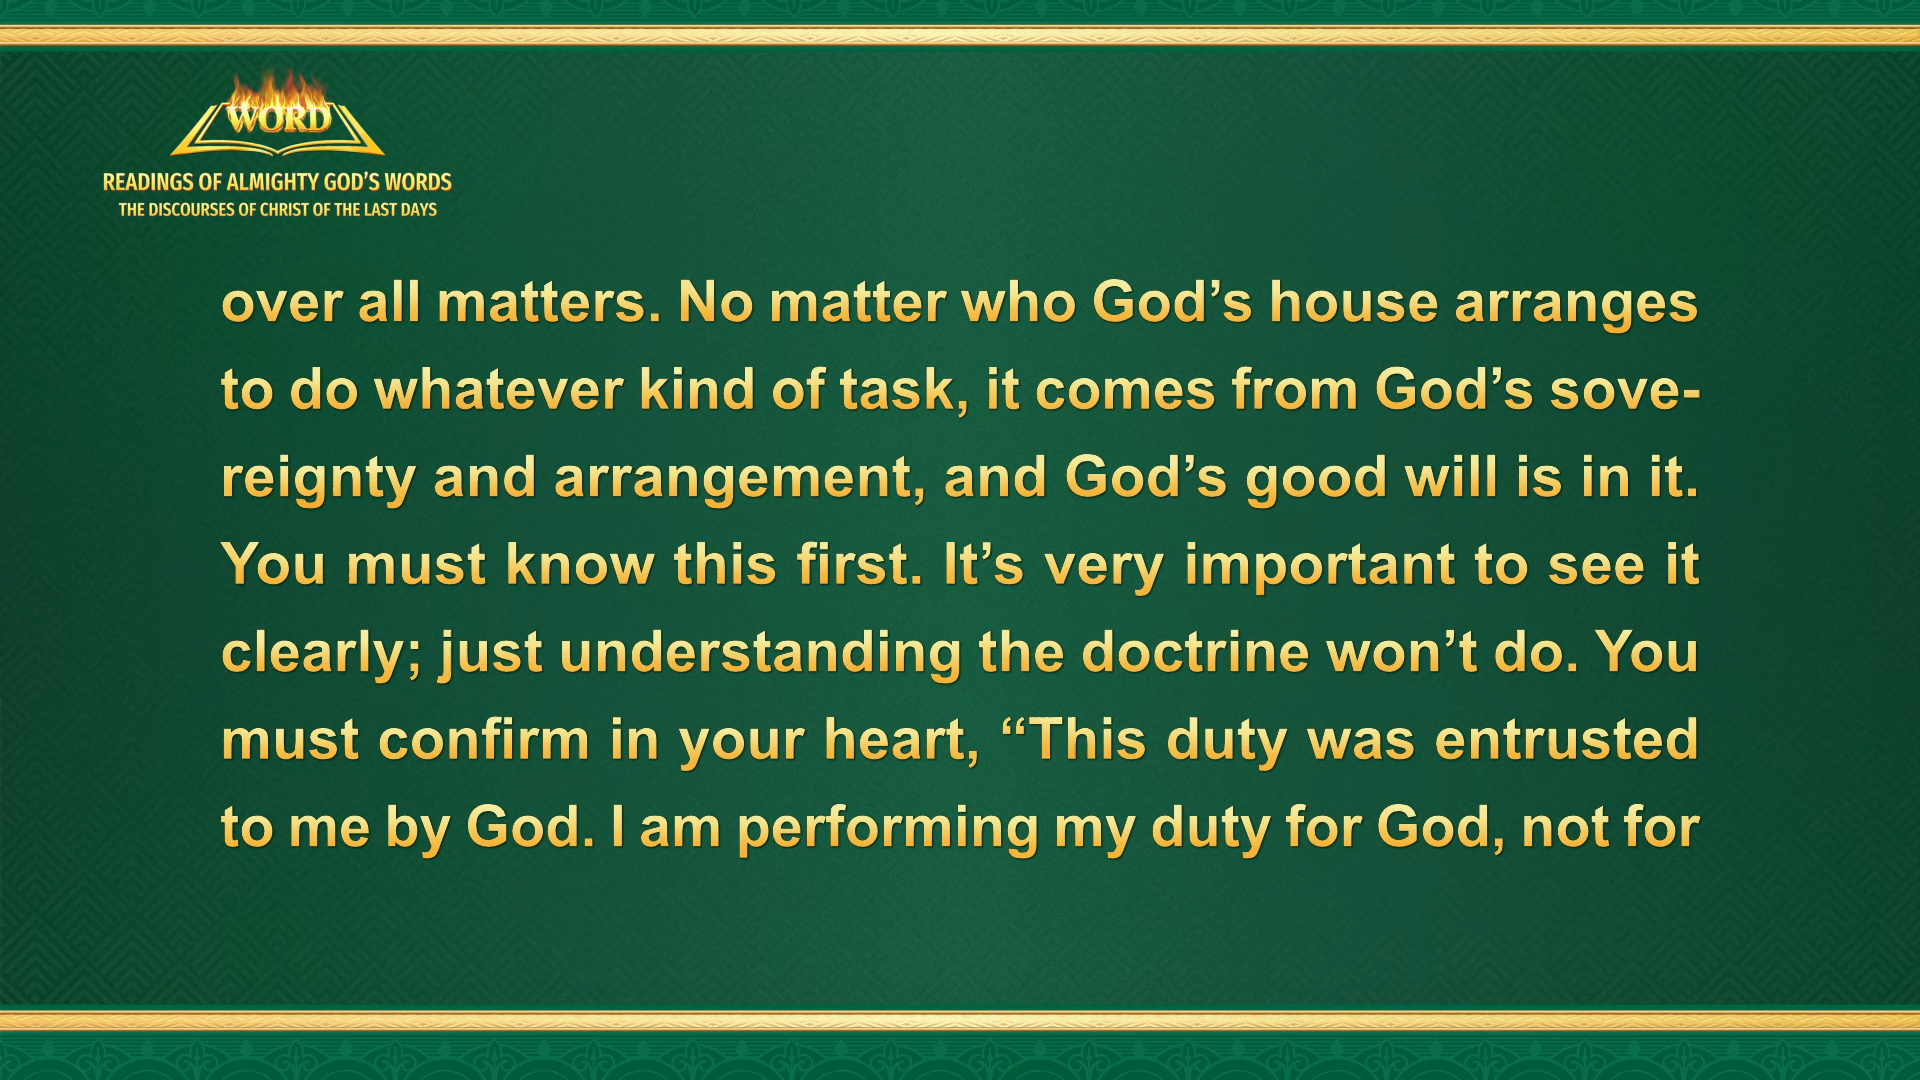 WORD
READINGS OF ALMIGHTY GOD’S WORDS
THE DISCOURSES OF CHRIST OF THE LAST DAYS
over all matters. No matter who God’s house arranges
to do whatever kind of task, it comes from God’s sove-
reignty and arrangement, and God’s good will is in it.
You must know this first. It’s very important to see it
clearly; just understanding the doctrine won’t do. You
must confirm in your heart, “This duty was entrusted
to me by God. I am performing my duty for God, not for